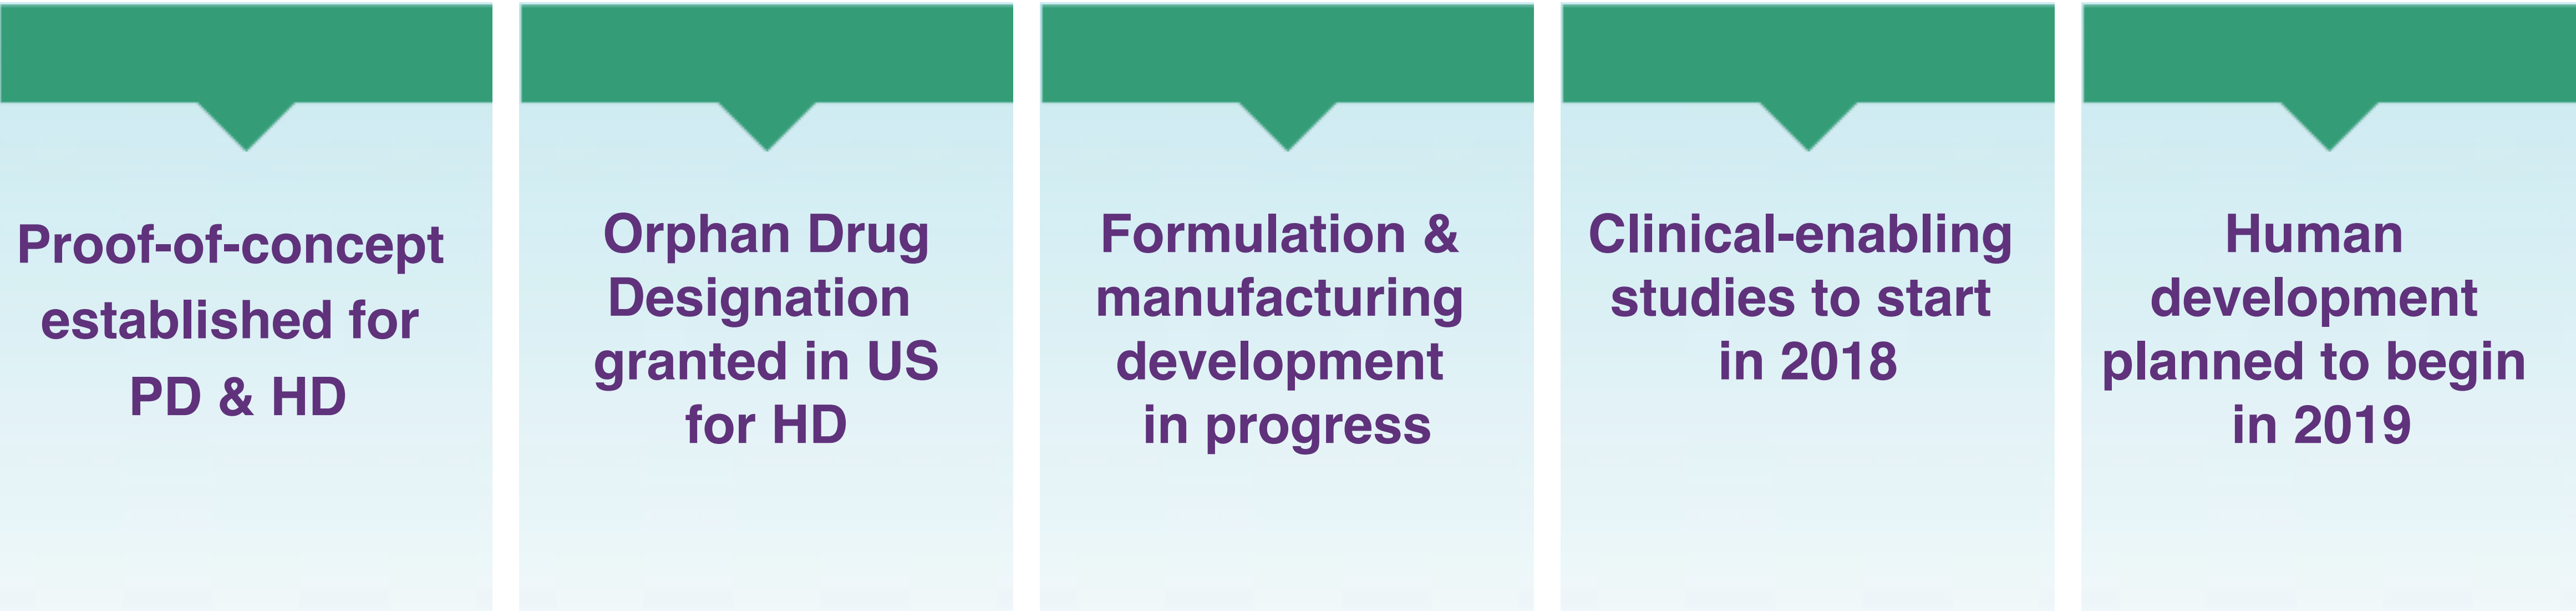 Proof-of-concept
established for
PD & HD
Orphan Drug
Designation
granted in US
for HD
Formulation &
manufacturing
development
in progress
Clinical-enabling
studies to start
in 2018
Human
development
planned to begin
in 2019